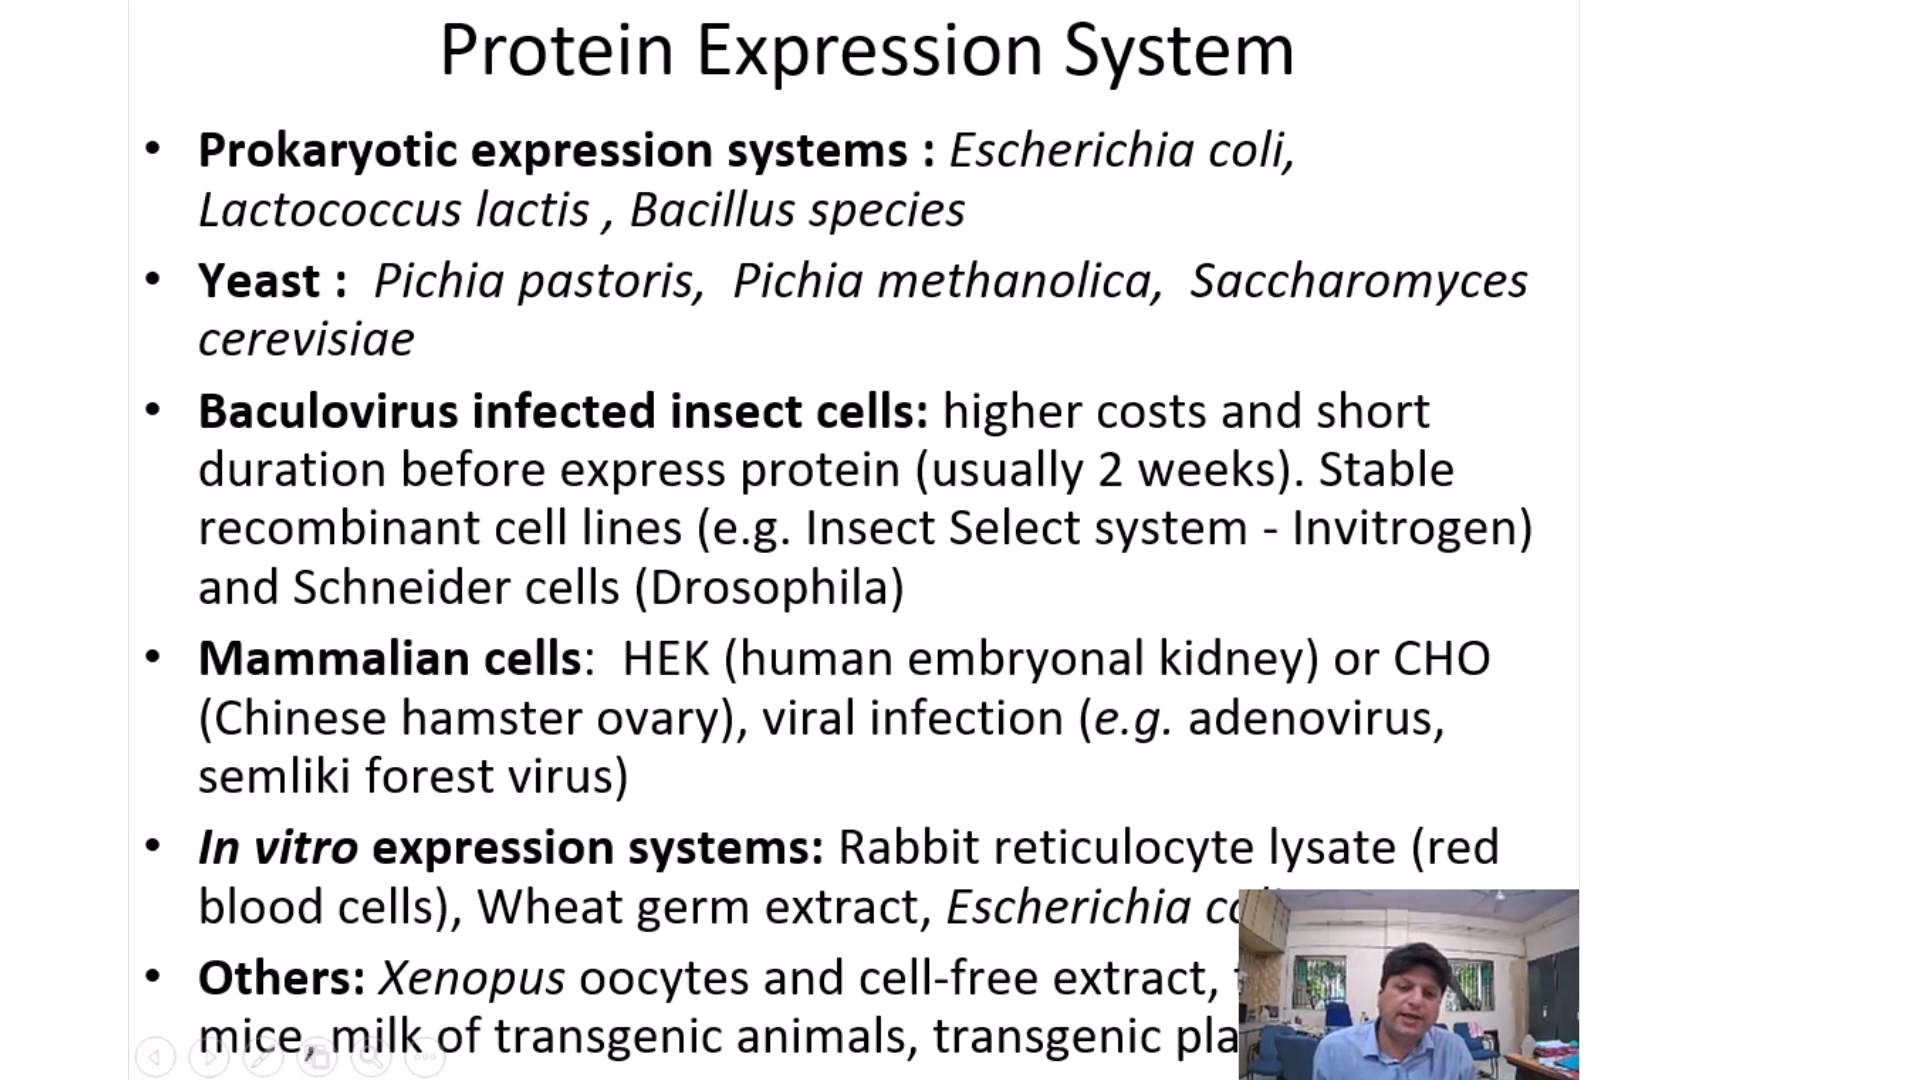 Protein Expression System
• Prokaryotic expression systems : Escherichia coli,
Lactococcus lactis , Bacillus species
• Yeast :  Pichia pastoris,  Pichia methanolica,  Saccharomyces
cerevisiae
• Baculovirus infected insect cells: higher costs and short
duration before express protein (usually 2 weeks). Stable
recombinant cell lines (e.g. Insect Select system - Invitrogen)
and Schneider cells (Drosophila)
• Mammalian cells:  HEK (human embryonal kidney) or CHO
(Chinese hamster ovary), viral infection (e.g. adenovirus,
semliki forest virus)
• In vitro expression systems: Rabbit reticulocyte lysate (red
blood cells), Wheat germ extract, Escherichia
• Others: Xenopus oocytes and cell-free extract,
mice, milk of transgenic animals, transgenic